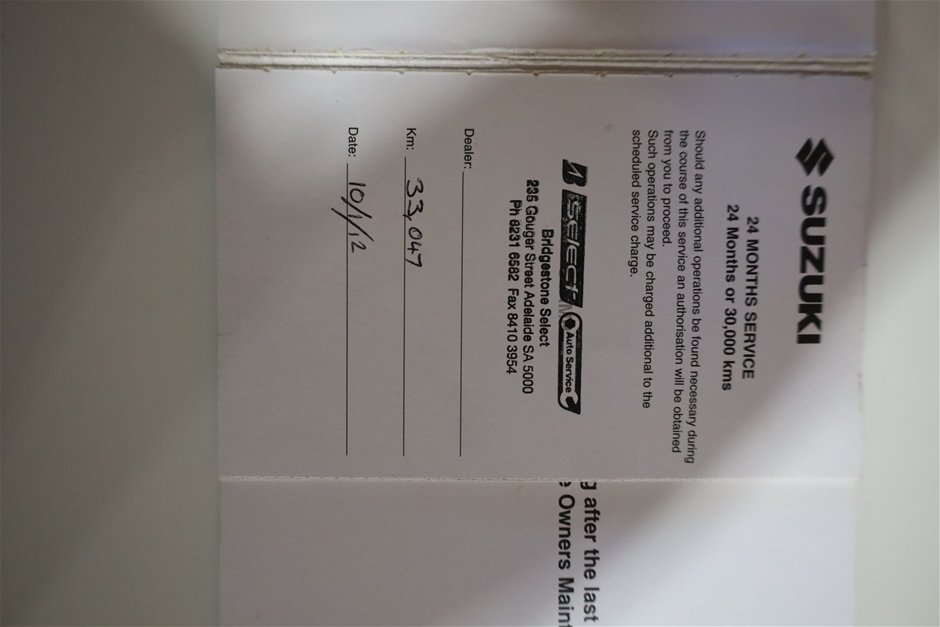 SUZUKI
24 MONTHS SERVICE
24 Months or 30,000 kms
Should any additional operations be found necessary during
the course of this service an authorisation will be obtained
from you to proceed.
Such operations may be charged additional to the
scheduled service charge.
B SELECT Auto Service
Bridgestone Select
235 Gouger Street Adelaide SA 5000
Ph 8231 6582 Fax 8410 3954
Dealer:
Km: 33,047
Date: 10/1/12
after the last
Owners